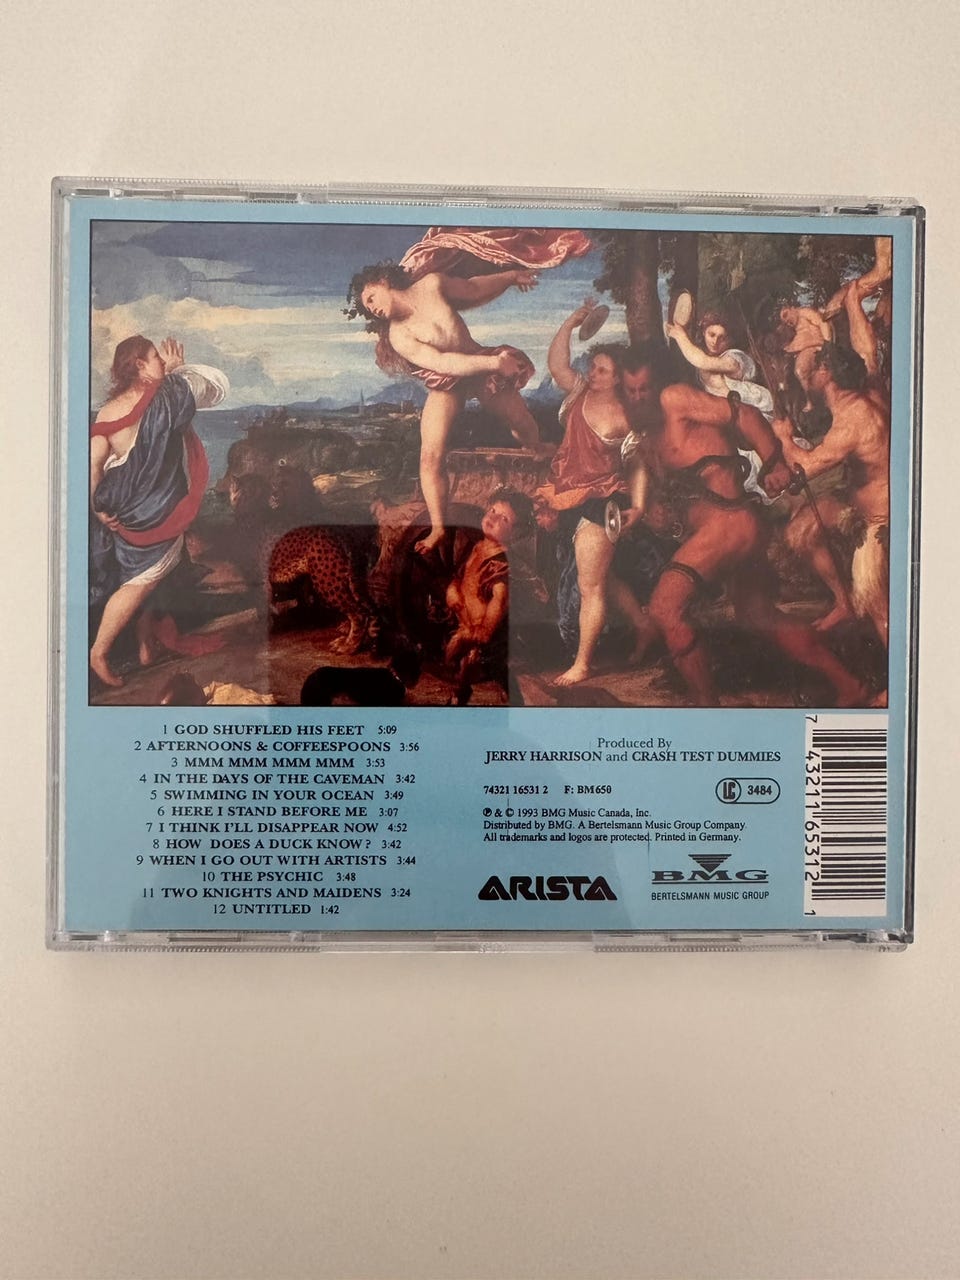 1 GOD SHUFFLED HIS FEET 5:09
2 AFTERNOONS & COFFEESPOONS 3:56
3 MMM MMM MMM MMM 3:53
4 IN THE DAYS OF THE CAVEMAN 3:42
5 SWIMMING IN YOUR OCEAN 3:49
6 HERE I STAND BEFORE ME 3:07
7 I THINK I'LL DISAPPEAR NOW 4:52
8 HOW DOES A DUCK KNOW? 3:42
9 WHEN I GO OUT WITH ARTISTS 3:44
10 THE PSYCHIC 3:48
11 TWO KNIGHTS AND MAIDENS 3:24
12 UNTITLED 1:42
Produced By
JERRY HARRISON and CRASH TEST DUMMIES
74321 16531 2 F: BM 650
LC 3484
℗ & © 1993 BMG Music Canada, Inc.
Distributed by BMG. A Bertelsmann Music Group Company.
All trademarks and logos are protected. Printed in Germany.
ARISTA
BMG
BERTELSMANN MUSIC GROUP
7 43211 65312 1